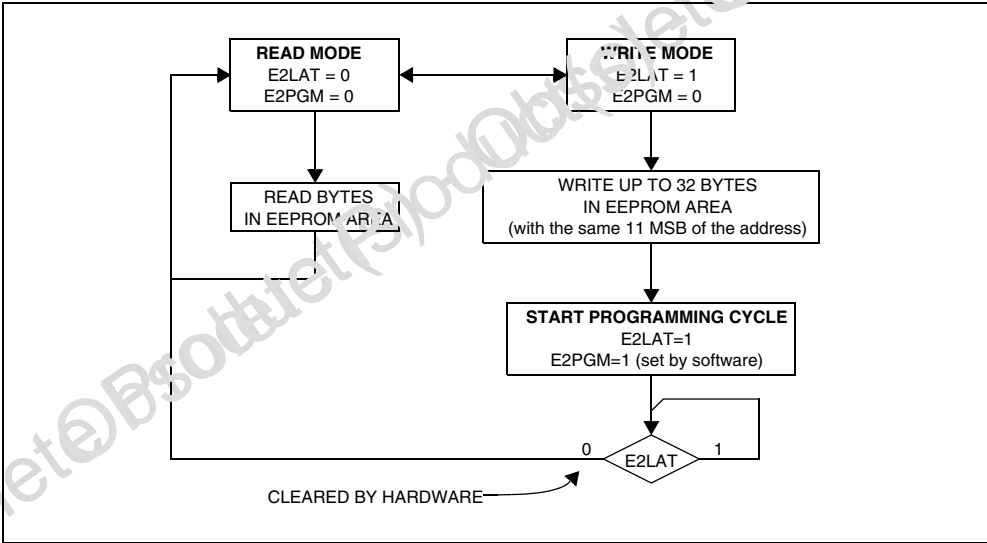 READ MODE
E2LAT = 0
E2PGM = 0
WRITE MODE
E2LAT = 1
E2PGM = 0
READ BYTES
IN EEPROM AREA
WRITE UP TO 32 BYTES
IN EEPROM AREA
(with the same 11 MSB of the address)
START PROGRAMMING CYCLE
E2LAT=1
E2PGM=1 (set by software)
0
E2LAT
1
CLEARED BY HARDWARE